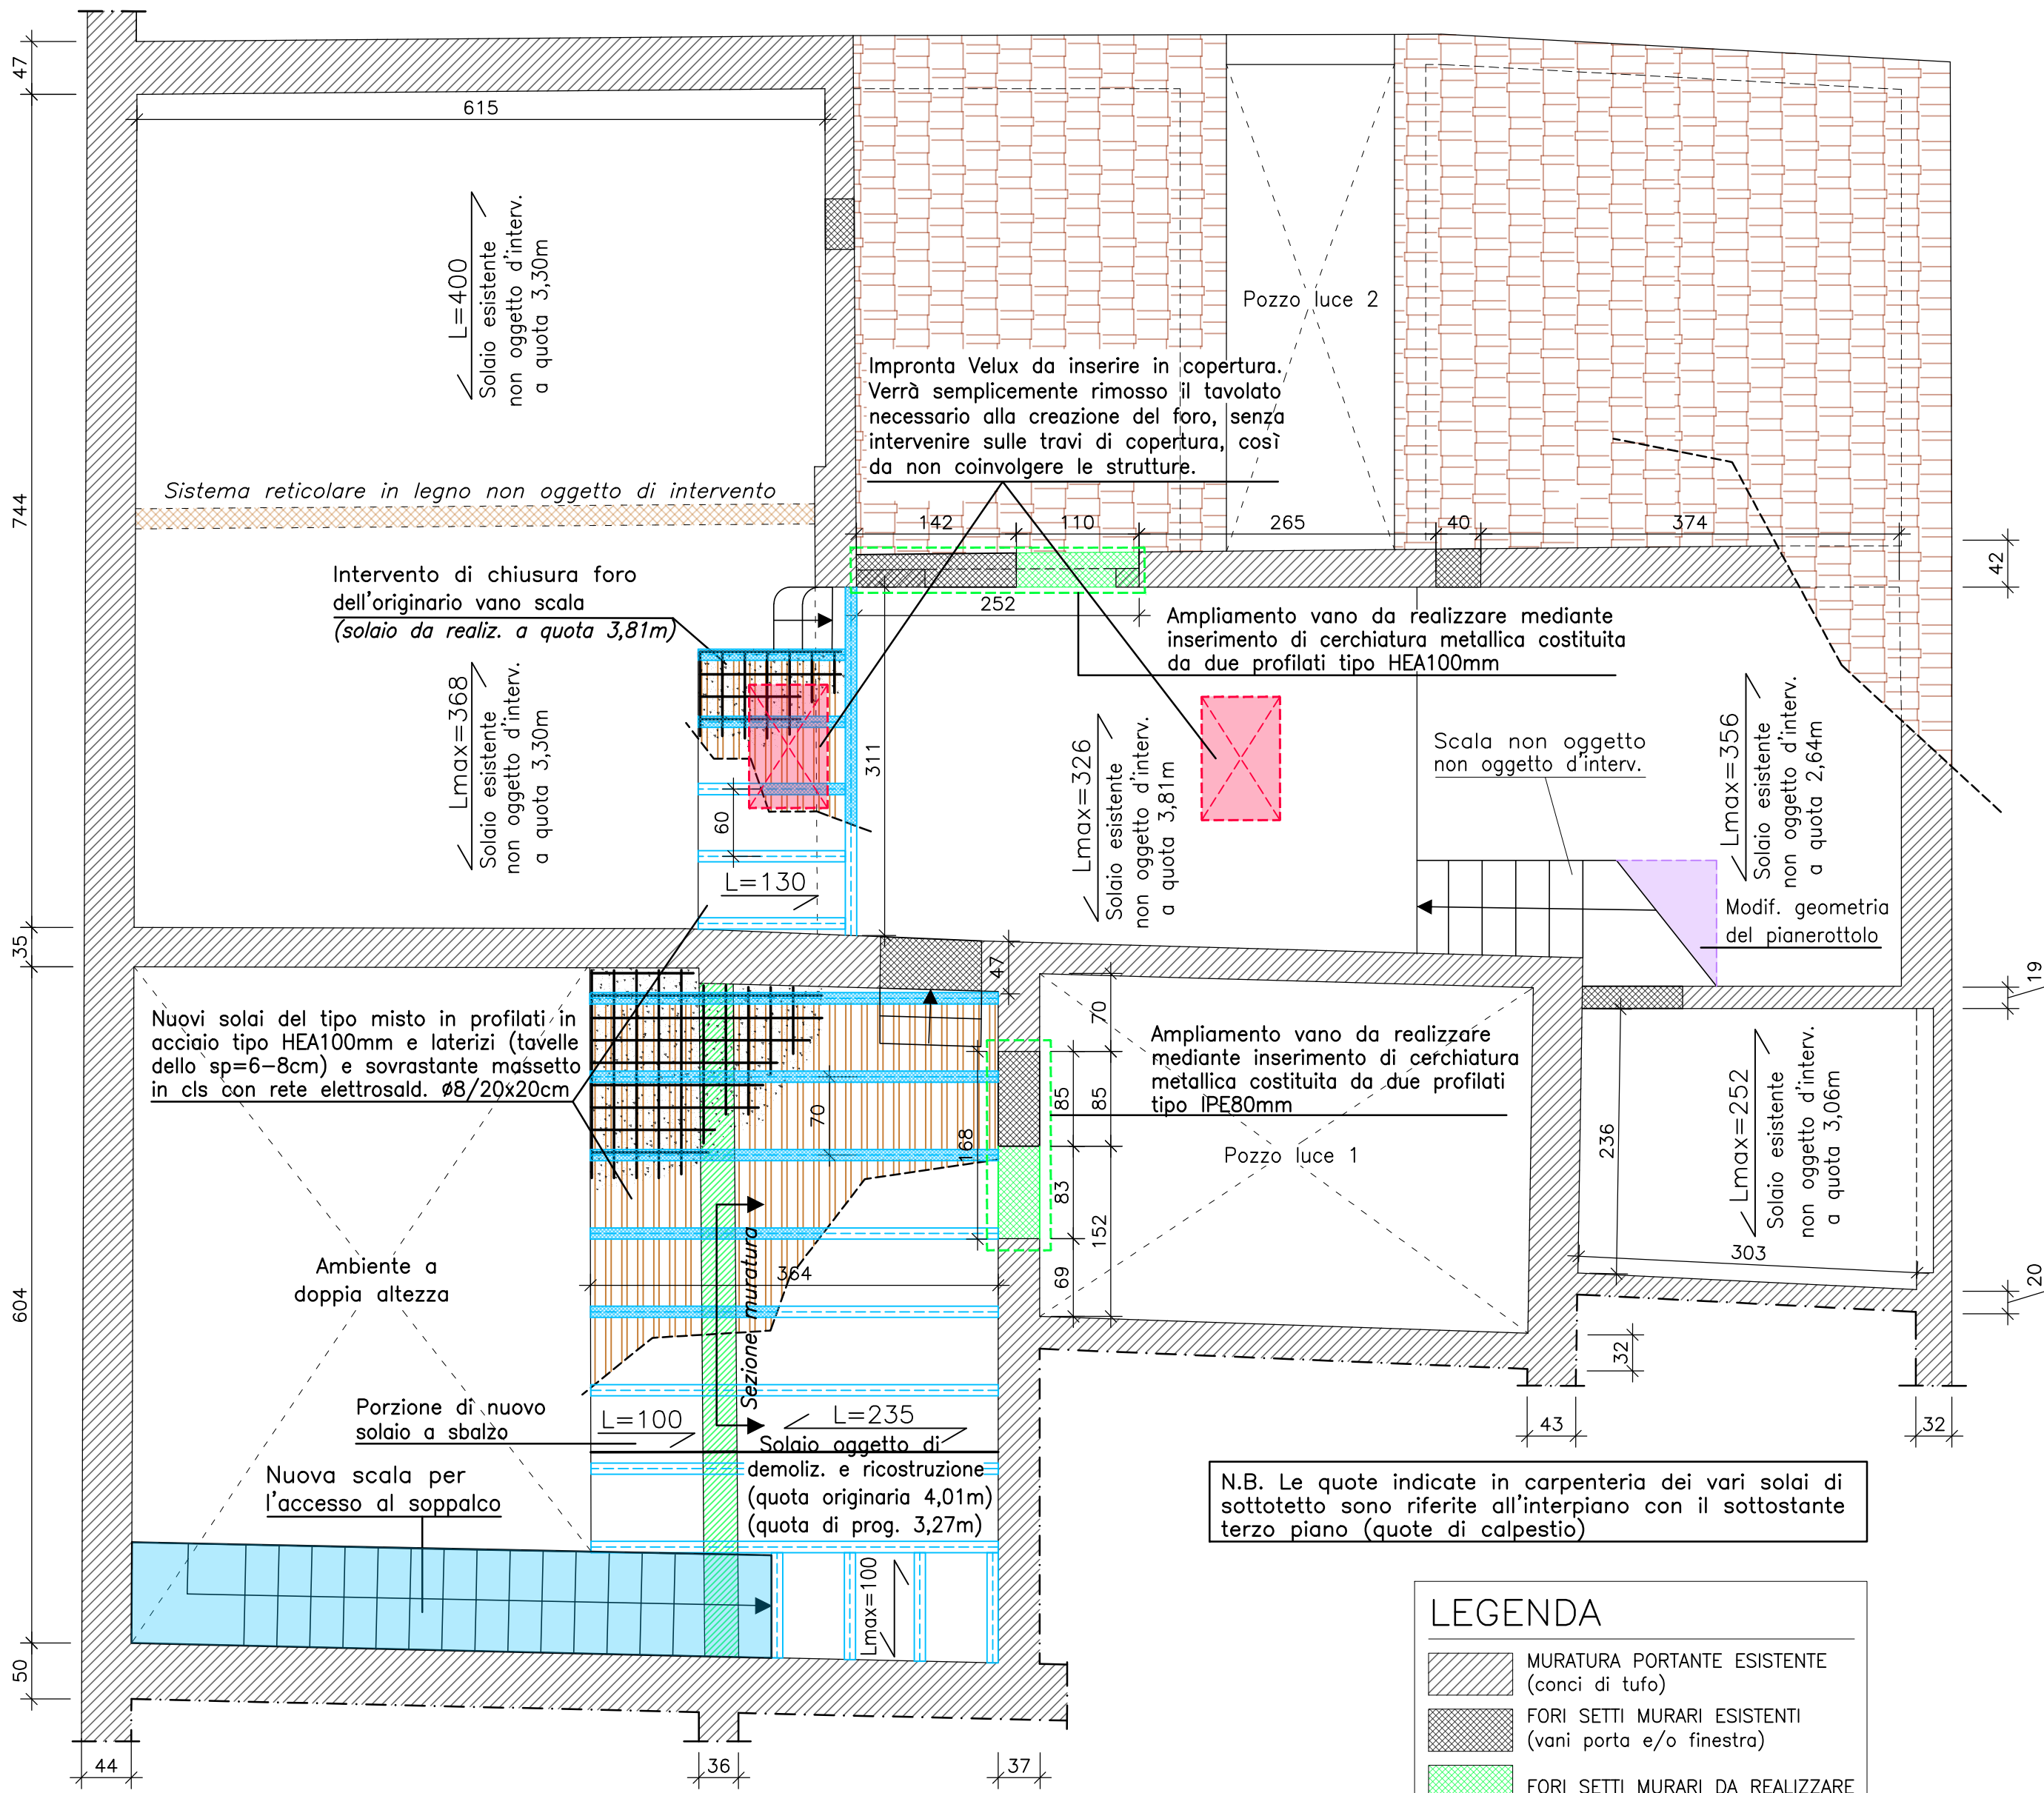 47
615
L=400
Solaio esistente
non oggetto d'interv.
a quota 3,30m
Pozzo luce 2
Impronta Velux da inserire in copertura.
Verrà semplicemente rimosso il tavolato
necessario alla creazione del foro, senza
intervenire sulle travi di copertura, così
da non coinvolgere le strutture.
Sistema reticolare in legno non oggetto di intervento
744
142
110
265
40
374
42
Intervento di chiusura foro
dell'originario vano scala
(solaio da realiz. a quota 3,81m)
252
Ampliamento vano da realizzare mediante
inserimento di cerchiatura metallica costituita
da due profilati tipo HEA100mm
Lmax=368
Solaio esistente
non oggetto d'interv.
a quota 3,30m
311
60
L=130
Lmax=326
Solaio esistente
non oggetto d'interv.
a quota 3,81m
Scala non oggetto
non oggetto d'interv.
Lmax=356
Solaio esistente
non oggetto d'interv.
a quota 2,64m
Modif. geometria
del pianerottolo
35
47
19
Nuovi solai del tipo misto in profilati in
acciaio tipo HEA100mm e laterizi (tavelle
dello sp=6-8cm) e sovrastante massetto
in cls con rete elettrosald. ø8/20x20cm
70
70
168
85
85
83
152
69
Ampliamento vano da realizzare
mediante inserimento di cerchiatura
metallica costituita da due profilati
tipo IPE80mm
Pozzo luce 1
236
Lmax=252
Solaio esistente
non oggetto d'interv.
a quota 3,06m
303
20
604
Ambiente a
doppia altezza
Sezione muratura
364
32
Porzione di nuovo
solaio a sbalzo
L=100
L=235
Solaio oggetto di
demoliz. e ricostruzione
(quota originaria 4,01m)
(quota di prog. 3,27m)
43
32
Nuova scala per
l'accesso al soppalco
Lmax=100
N.B. Le quote indicate in carpenteria dei vari solai di
sottotetto sono riferite all'interpiano con il sottostante
terzo piano (quote di calpestio)
50
44
36
37
LEGENDA
MURATURA PORTANTE ESISTENTE
(conci di tufo)
FORI SETTI MURARI ESISTENTI
(vani porta e/o finestra)
FORI SETTI MURARI DA REALIZZARE